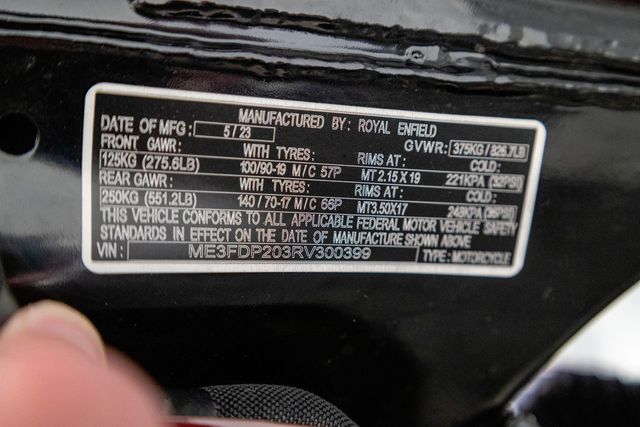 MANUFACTURED BY: ROYAL ENFIELD
DATE OF MFG: 5/23 GVWR: 375KG / 826.7LB
FRONT GAWR: WITH TYRES: RIMS AT: COLD:
125KG (275.6LB) 100/90-19 M/C 57P MT 2.15 X 19 221KPA (32PSI)
REAR GAWR: WITH TYRES: RIMS AT: COLD:
250KG (551.2LB) 140/70-17 M/C 66P MT3.50X17 248KPA (36PSI)
THIS VEHICLE CONFORMS TO ALL APPLICABLE FEDERAL MOTOR VEHICLE SAFETY
STANDARDS IN EFFECT ON THE DATE OF MANUFACTURE SHOWN ABOVE
VIN: ME3FDP203RV300399 TYPE: MOTORCYCLE